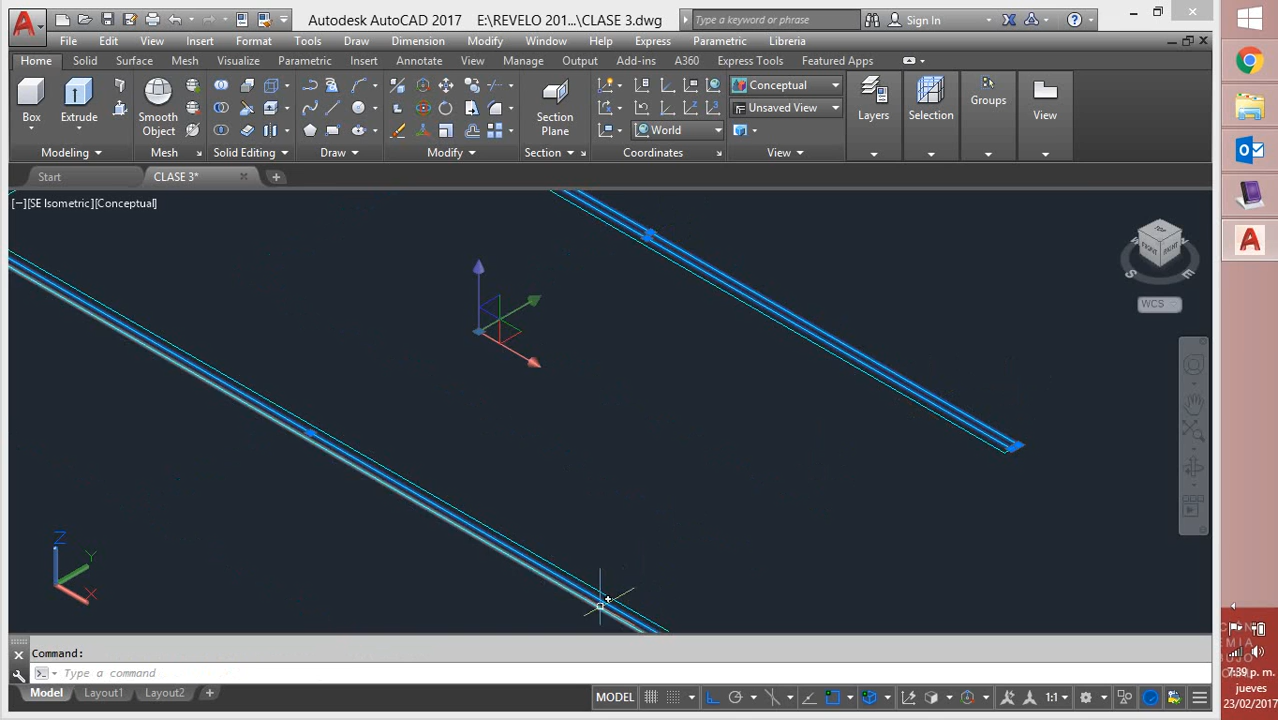 Autodesk AutoCAD 2017 E:\REVELO 201...\CLASE 3.dwg
Type a keyword or phrase
Sign In
File Edit View Insert Format Tools Draw Dimension Modify Window Help Express Parametric Libreria
Home Solid Surface Mesh Visualize Parametric Insert Annotate View Manage Output Add-ins A360 Express Tools Featured Apps
Conceptual
Unsaved View
World
Box
Extrude
Smooth
Object
Section
Plane
Layers
Selection
Groups
View
Modeling Mesh Solid Editing Draw Modify Section Coordinates View
Start CLASE 3*
[−][SE Isometric][Conceptual]
TOP
FRONT
RIGHT
S E
WCS
Z
Y
X
Command:
Type a command
Model Layout1 Layout2
MODEL
1:1
7:39 p. m.
jueves
23/02/2017